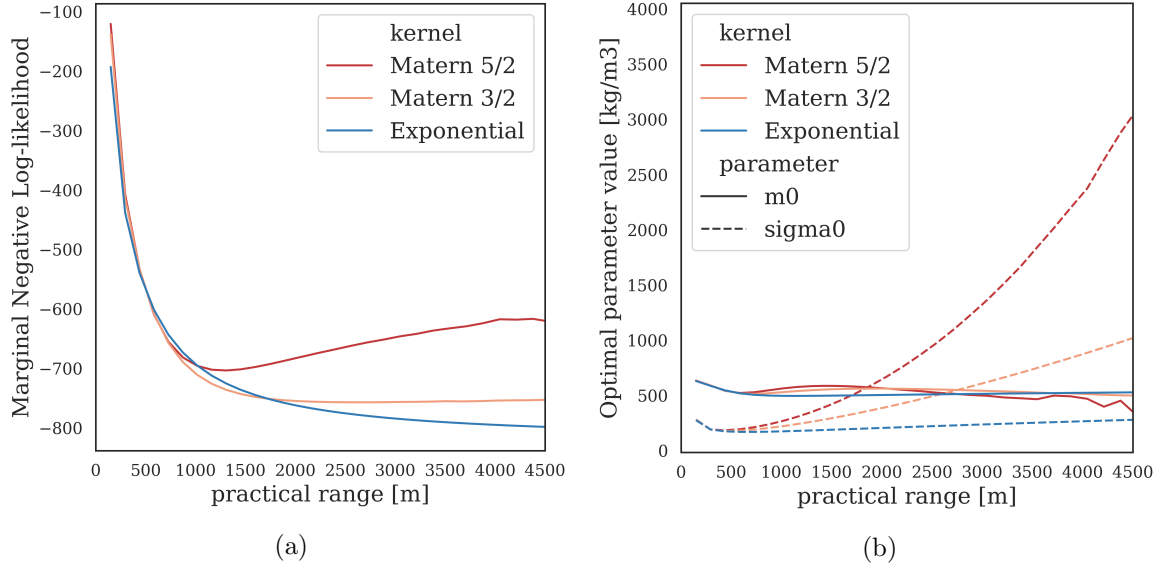 −100
−200
−300
−400
−500
−600
−700
−800
Marginal Negative Log-likelihood
kernel
Matern 5/2
Matern 3/2
Exponential
0 500 1000 1500 2000 2500 3000 3500 4000 4500
practical range [m]
(a)
4000
3500
3000
2500
2000
1500
1000
500
0
Optimal parameter value [kg/m3]
kernel
Matern 5/2
Matern 3/2
Exponential
parameter
m0
sigma0
0 500 1000 1500 2000 2500 3000 3500 4000 4500
practical range [m]
(b)